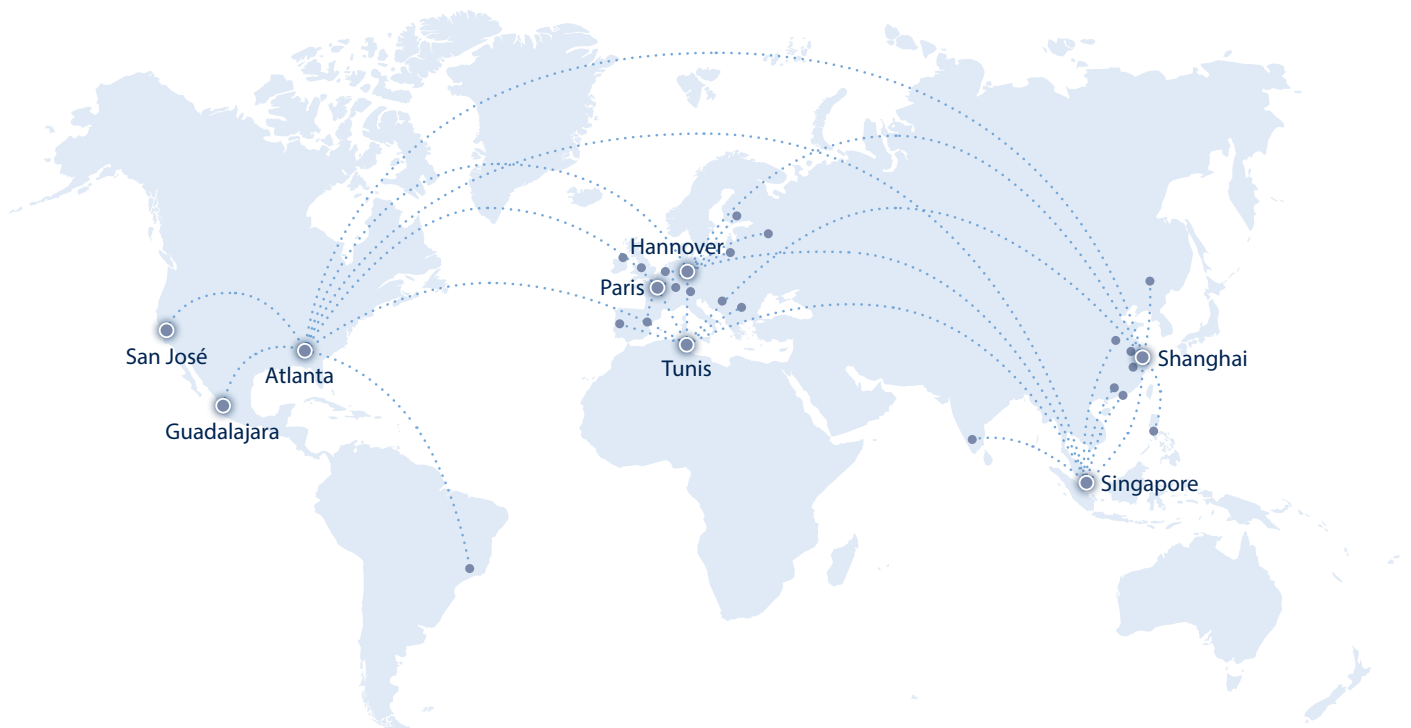 Hannover
Paris
San José
Shanghai
Atlanta
Tunis
Guadalajara
Singapore